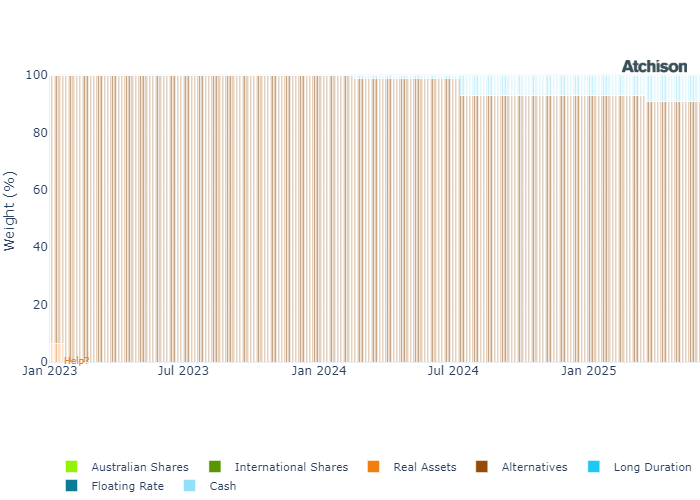 Atchison
100
80
60
40
20
0
Weight (%)
Help?
Jan 2023
Jul 2023
Jan 2024
Jul 2024
Jan 2025
Australian Shares
International Shares
Real Assets
Alternatives
Long Duration
Floating Rate
Cash